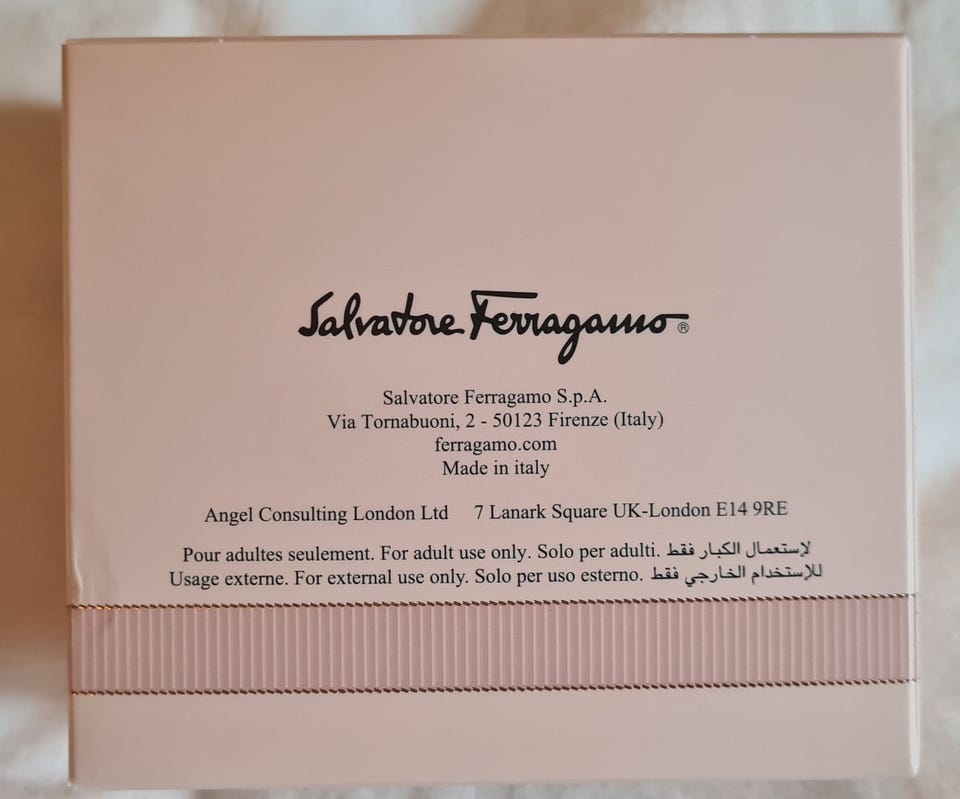 Salvatore Ferragamo®
Salvatore Ferragamo S.p.A.
Via Tornabuoni, 2 - 50123 Firenze (Italy)
ferragamo.com
Made in italy
Angel Consulting London Ltd 7 Lanark Square UK-London E14 9RE
Pour adultes seulement. For adult use only. Solo per adulti. لإستعمال الكبار فقط
Usage externe. For external use only. Solo per uso esterno. للإستخدام الخارجي فقط